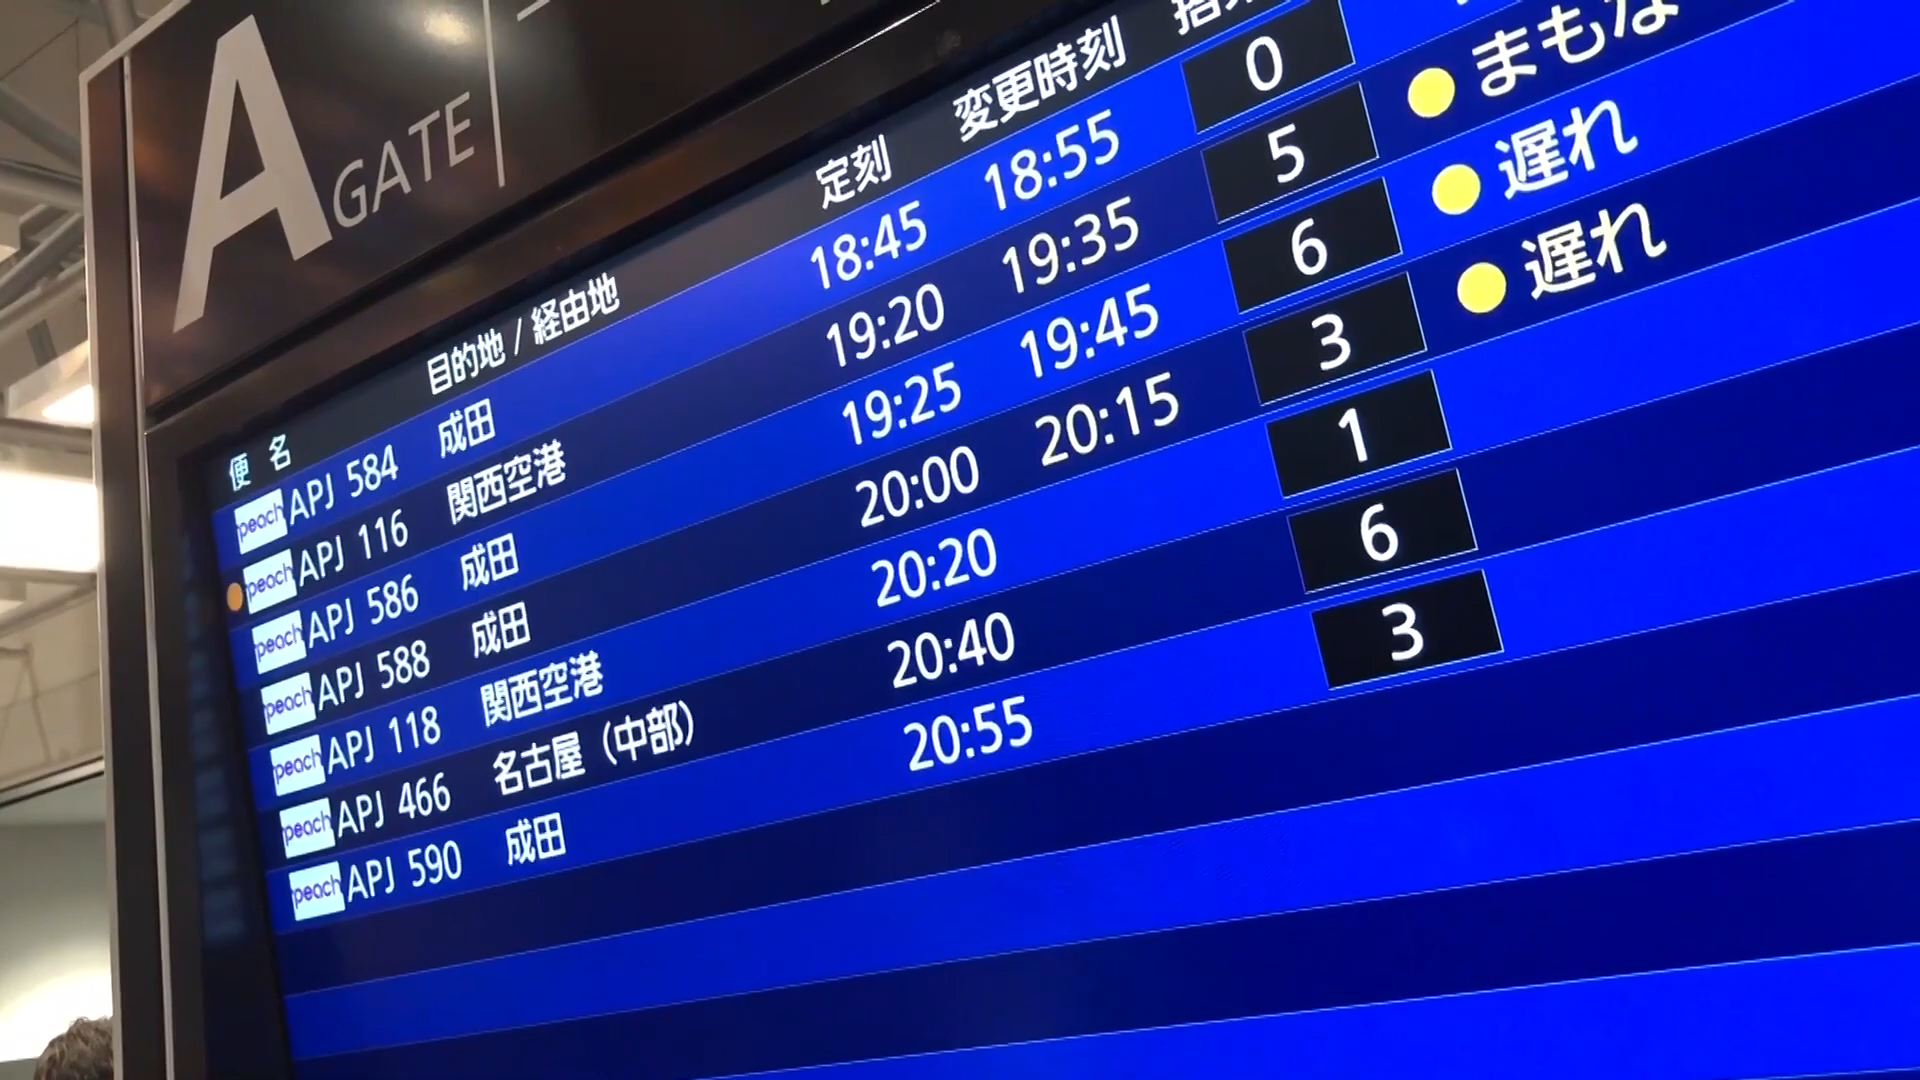 A GATE
便名 目的地 / 経由地 定刻 変更時刻
peach APJ 584 成田 18:45 18:55 0
peach APJ 116 関西空港 19:20 19:35 5 まもな
peach APJ 586 成田 19:25 19:45 6 遅れ
peach APJ 588 成田 20:00 20:15 3 遅れ
peach APJ 118 関西空港 20:20 1
peach APJ 466 名古屋（中部） 20:40 6
peach APJ 590 成田 20:55 3